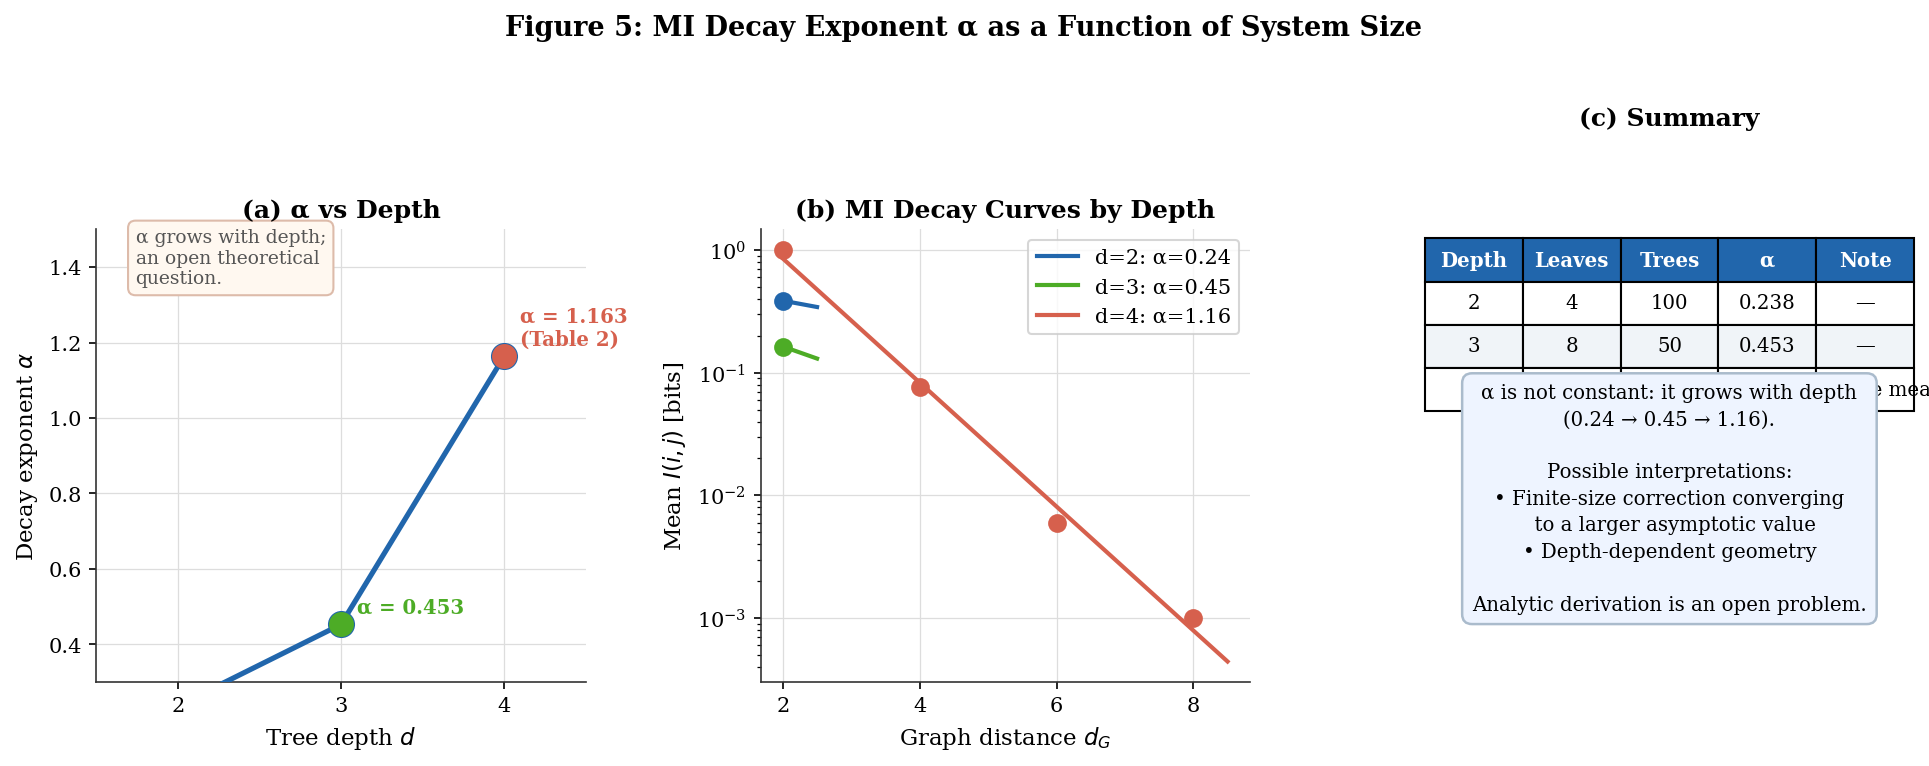 Figure 5: MI Decay Exponent α as a Function of System Size
(a) α vs Depth
α grows with depth;
an open theoretical
question.
α = 1.163
(Table 2)
α = 0.453
1.4
1.2
1.0
0.8
0.6
0.4
2 3 4
Decay exponent α
Tree depth d
(b) MI Decay Curves by Depth
d=2: α=0.24
d=3: α=0.45
d=4: α=1.16
10⁰
10⁻¹
10⁻²
10⁻³
2 4 6 8
Mean I(i, j) [bits]
Graph distance d_G
(c) Summary
Depth Leaves Trees α Note
2 4 100 0.238 —
3 8 50 0.453 —
α is not constant: it grows with depth
(0.24 → 0.45 → 1.16).
Possible interpretations:
• Finite-size correction converging
to a larger asymptotic value
• Depth-dependent geometry
Analytic derivation is an open problem.